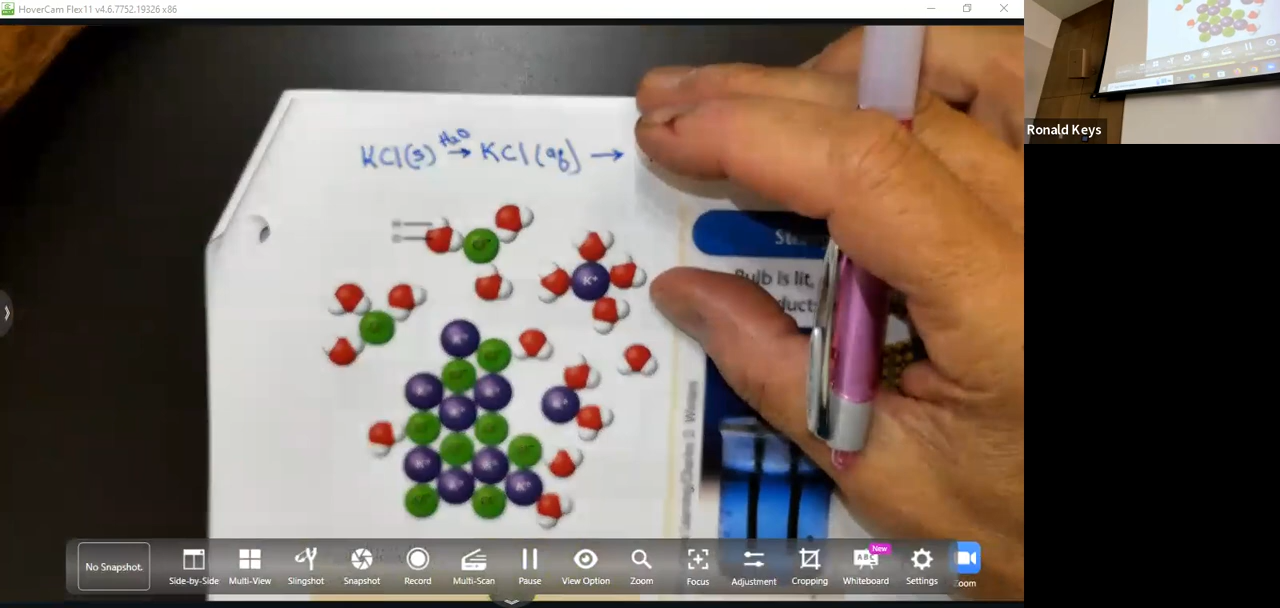 HoverCam Flex11 v4.6.7752.19326 x86
Ronald Keys
KCl(s) H₂O→ KCl(aq) →
K⁺
Bulb is lit,
No Snapshot.
Side-by-Side
Multi-View
Slingshot
Snapshot
Record
Multi-Scan
Pause
View Option
Zoom
Focus
Adjustment
Cropping
New
ABC
Whiteboard
Settings
Zoom